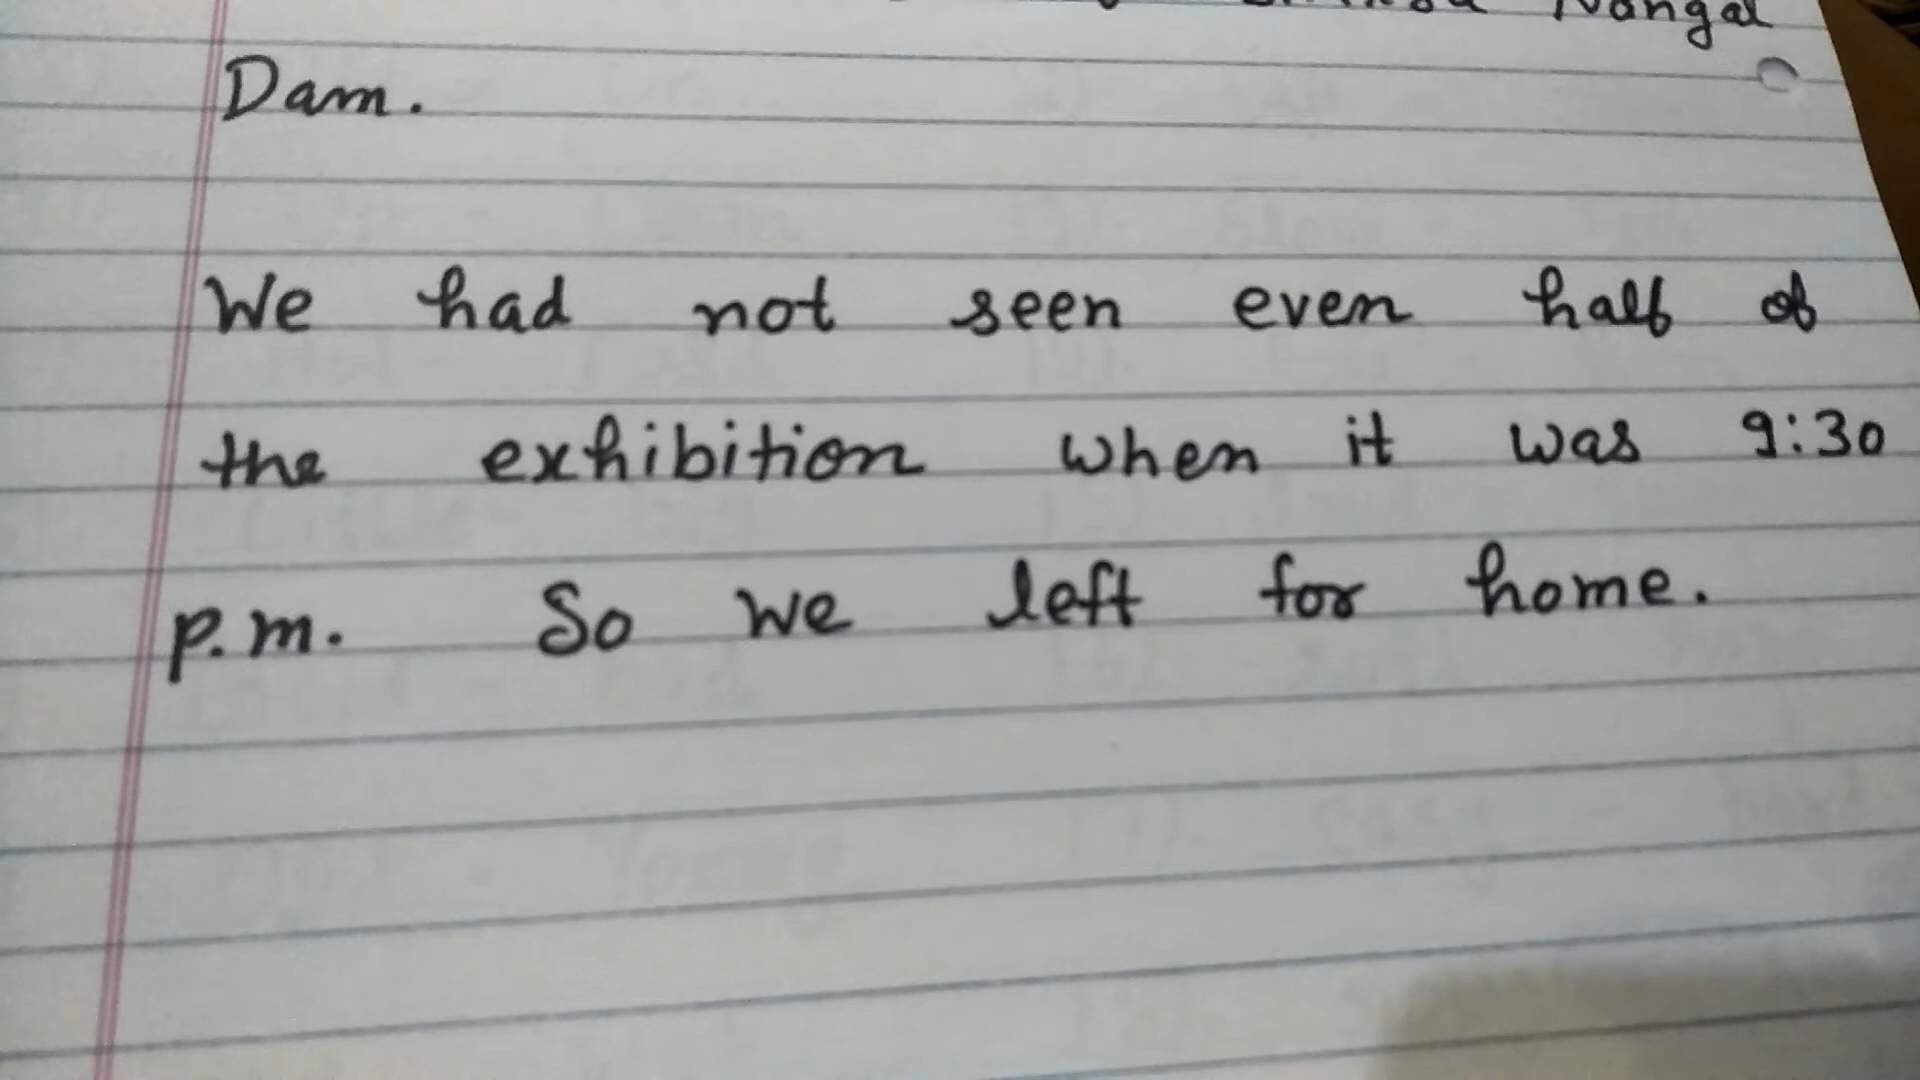 Nangal
Dam.
We had not seen even half of
the exhibition when it was 9:30
p.m. So we left for home.